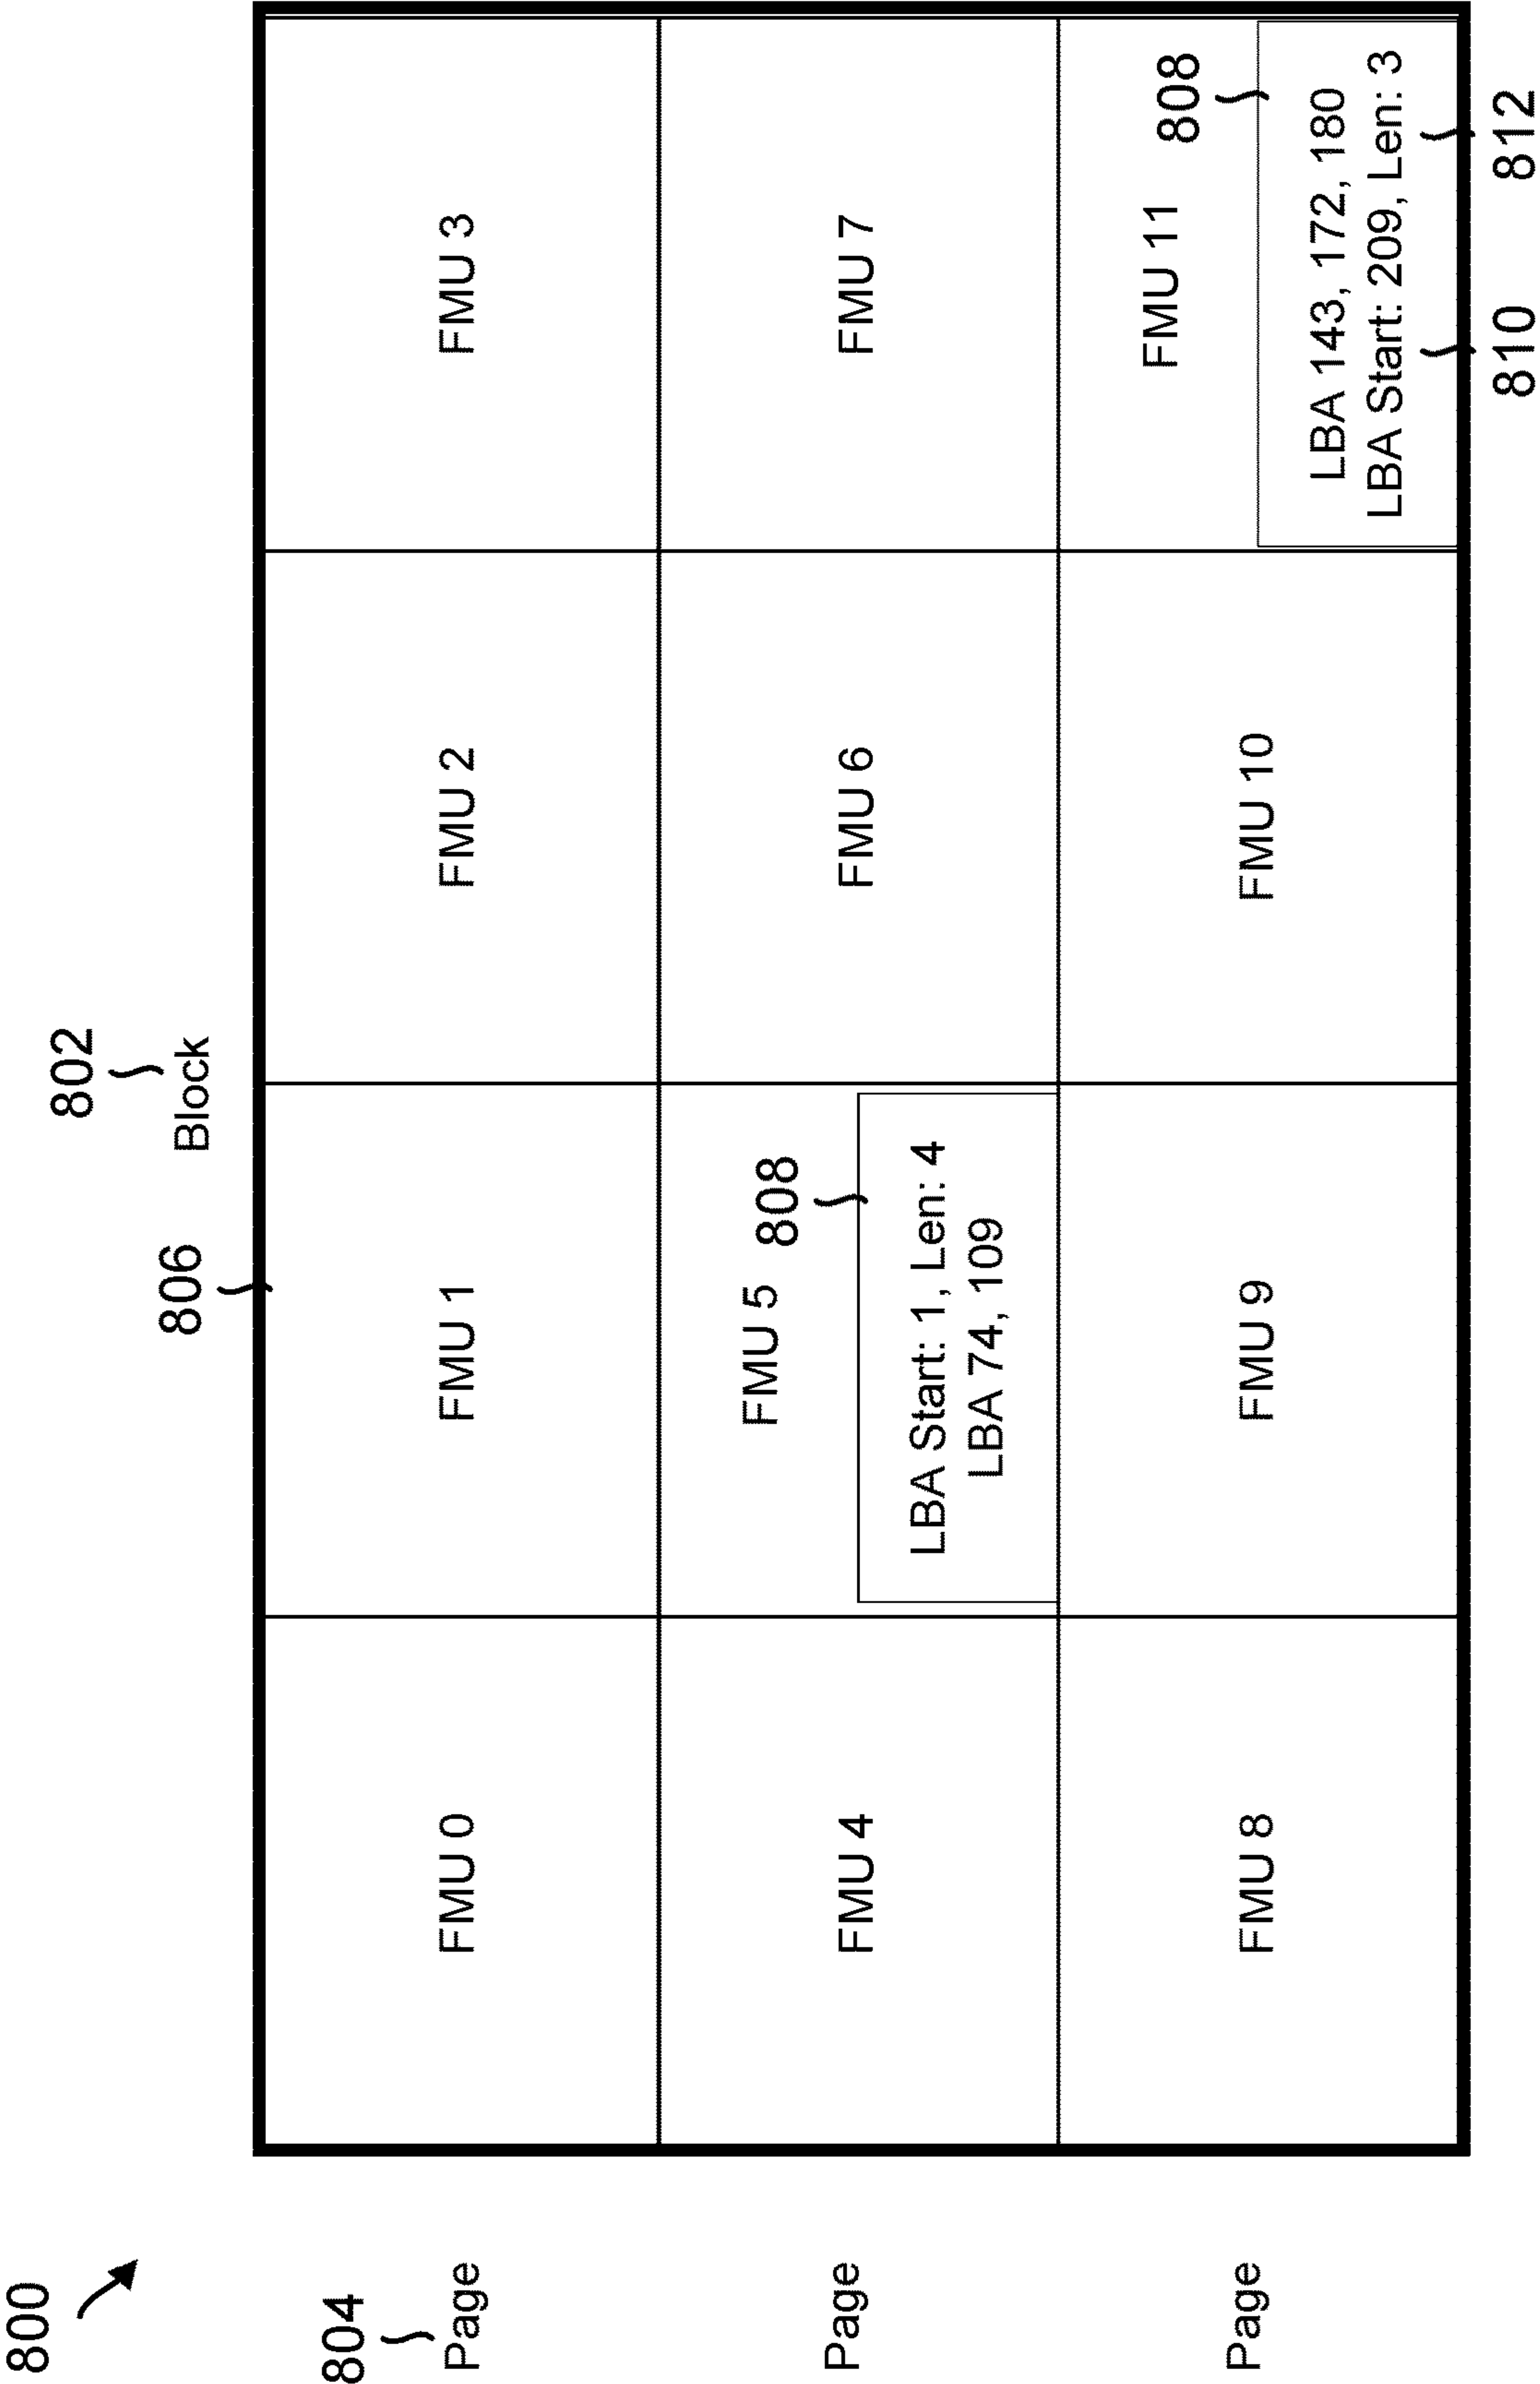 800
802
Block
806
804
Page
FMU 0
FMU 1
FMU 2
FMU 3
Page
FMU 4
FMU 5
808
LBA Start: 1, Len: 4
LBA 74, 109
FMU 6
FMU 7
Page
FMU 8
FMU 9
FMU 10
FMU 11
808
LBA 143, 172, 180
LBA Start: 209, Len: 3
810
812